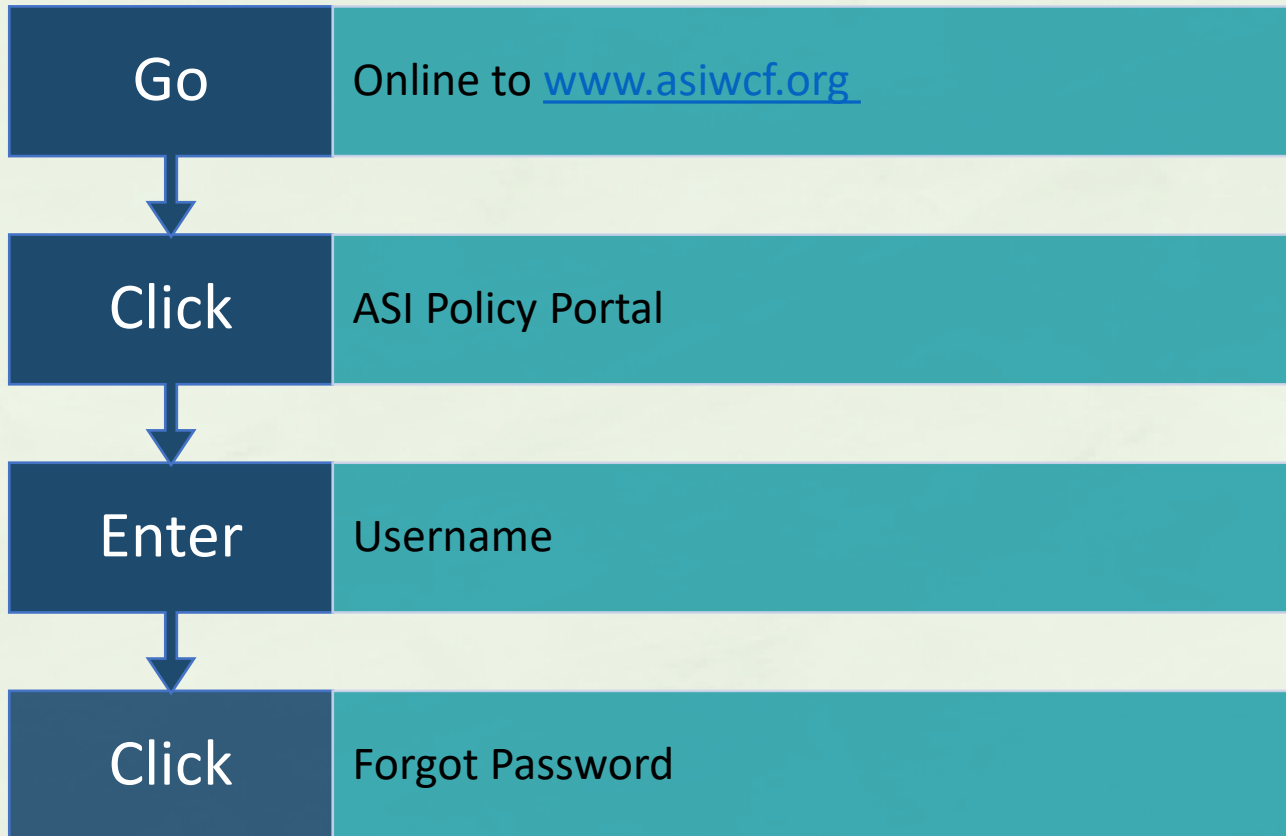 Go
Online to www.asiwcf.org
Click
ASI Policy Portal
Enter
Username
Click
Forgot Password